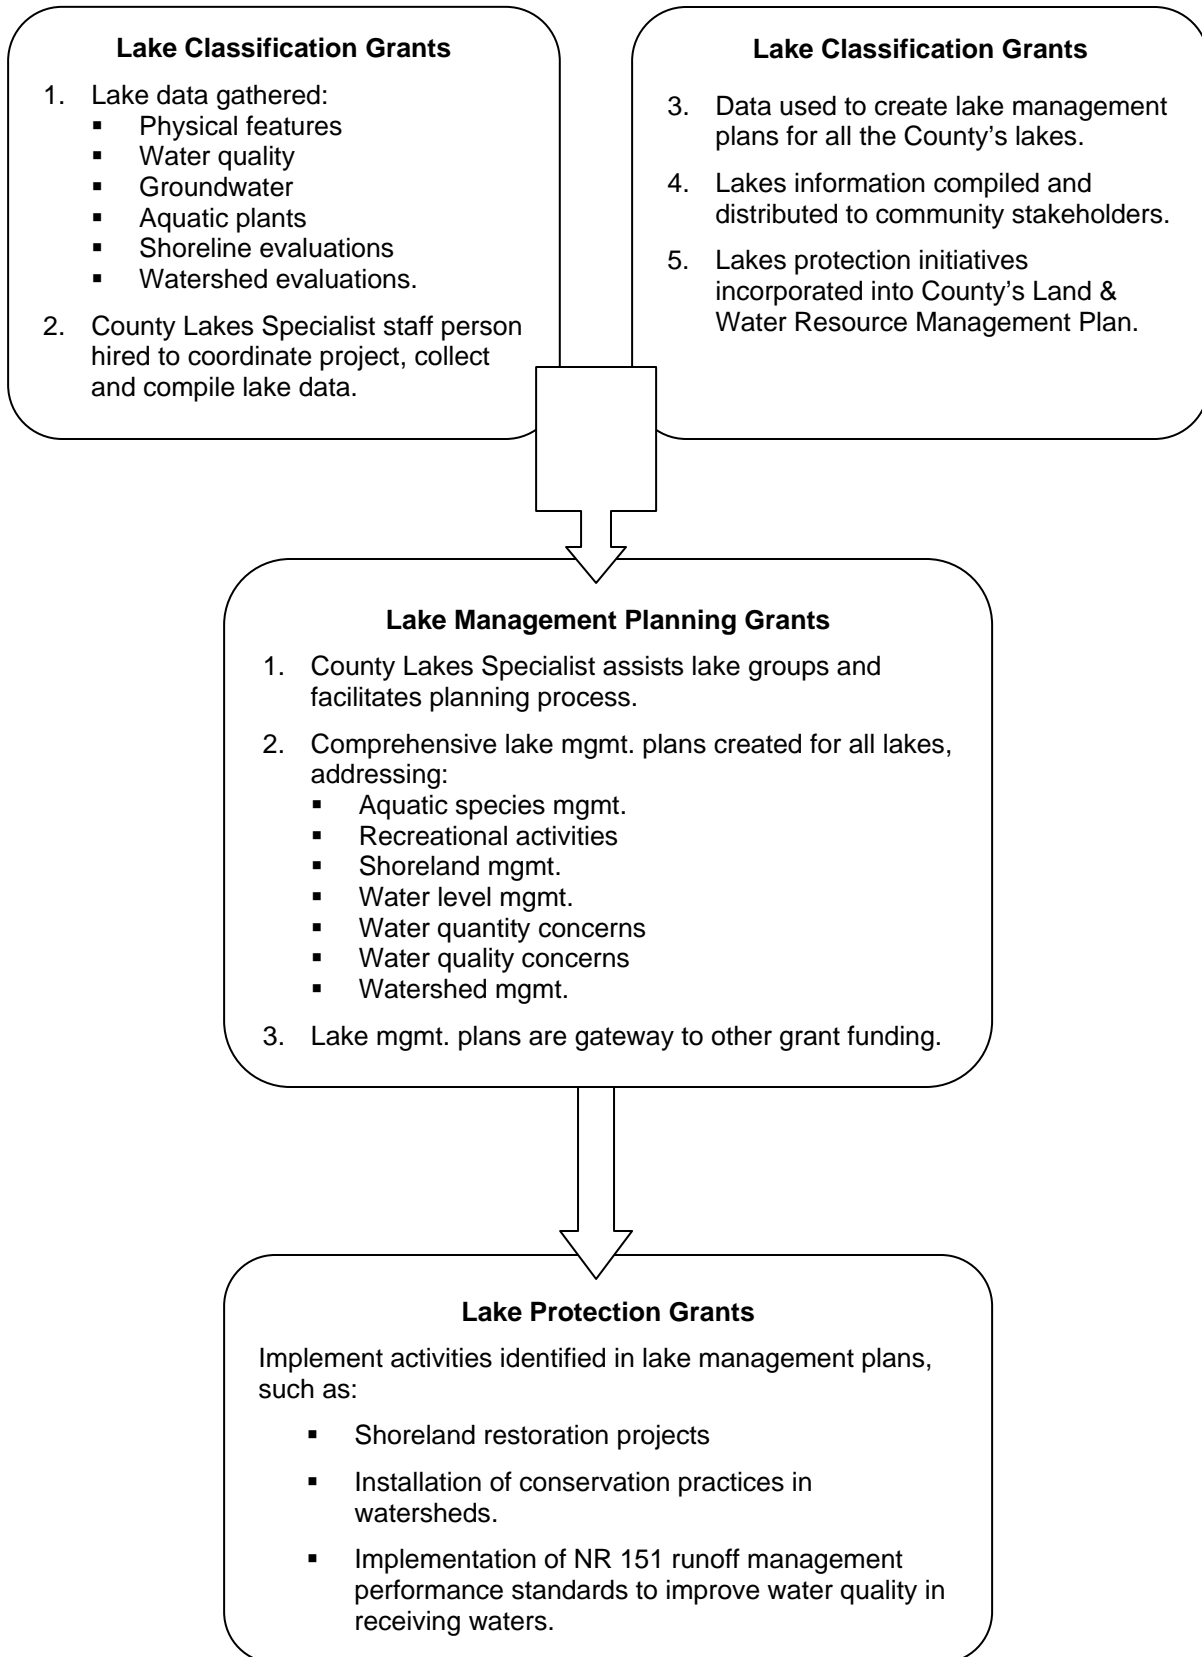 Lake Classification Grants
1. Lake data gathered:
▪ Physical features
▪ Water quality
▪ Groundwater
▪ Aquatic plants
▪ Shoreline evaluations
▪ Watershed evaluations.
2. County Lakes Specialist staff person
hired to coordinate project, collect
and compile lake data.
Lake Classification Grants
3. Data used to create lake management
plans for all the County’s lakes.
4. Lakes information compiled and
distributed to community stakeholders.
5. Lakes protection initiatives
incorporated into County’s Land &
Water Resource Management Plan.
Lake Management Planning Grants
1. County Lakes Specialist assists lake groups and
facilitates planning process.
2. Comprehensive lake mgmt. plans created for all lakes,
addressing:
▪ Aquatic species mgmt.
▪ Recreational activities
▪ Shoreland mgmt.
▪ Water level mgmt.
▪ Water quantity concerns
▪ Water quality concerns
▪ Watershed mgmt.
3. Lake mgmt. plans are gateway to other grant funding.
Lake Protection Grants
Implement activities identified in lake management plans,
such as:
▪ Shoreland restoration projects
▪ Installation of conservation practices in
watersheds.
▪ Implementation of NR 151 runoff management
performance standards to improve water quality in
receiving waters.